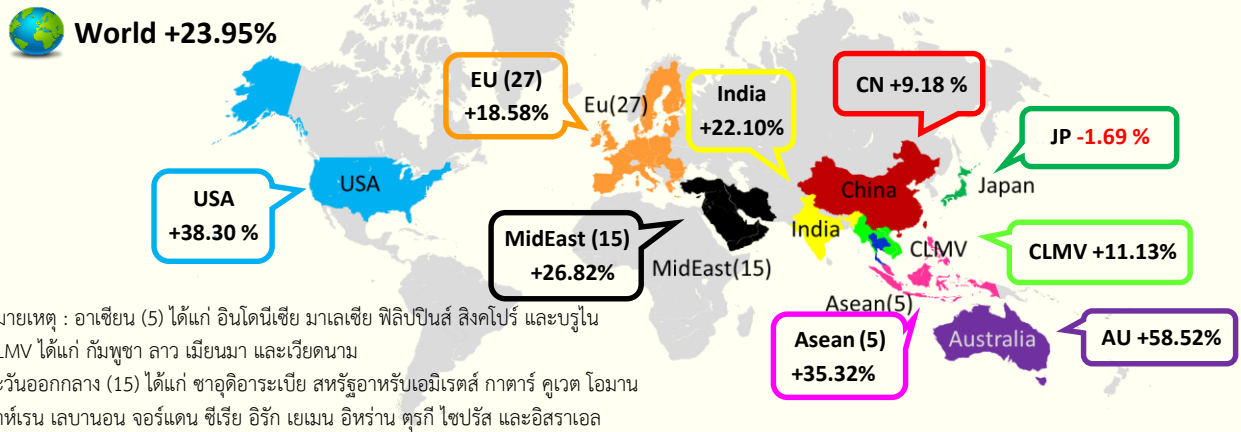 World +23.95%
EU (27)
+18.58%
Eu(27)
India
+22.10%
CN +9.18 %
JP -1.69 %
USA
USA
+38.30 %
China
Japan
MidEast (15)
+26.82%
MidEast(15)
India
CLMV
CLMV +11.13%
Asean(5)
Asean (5)
+35.32%
Australia
AU +58.52%
มายเหตุ : อาเซียน (5) ได้แก่ อินโดนีเซีย มาเลเซีย ฟิลิปปินส์ สิงคโปร์ และบรูไน
LMV ได้แก่ กัมพูชา ลาว เมียนมา และเวียดนาม
ะวันออกกลาง (15) ได้แก่ ซาอุดิอาระเบีย สหรัฐอาหรับเอมิเรตส์ กาตาร์ คูเวต โอมาน
าห์เรน เลบานอน จอร์แดน ซีเรีย อิรัก เยเมน อิหร่าน ตุรกี ไซปรัส และอิสราเอล